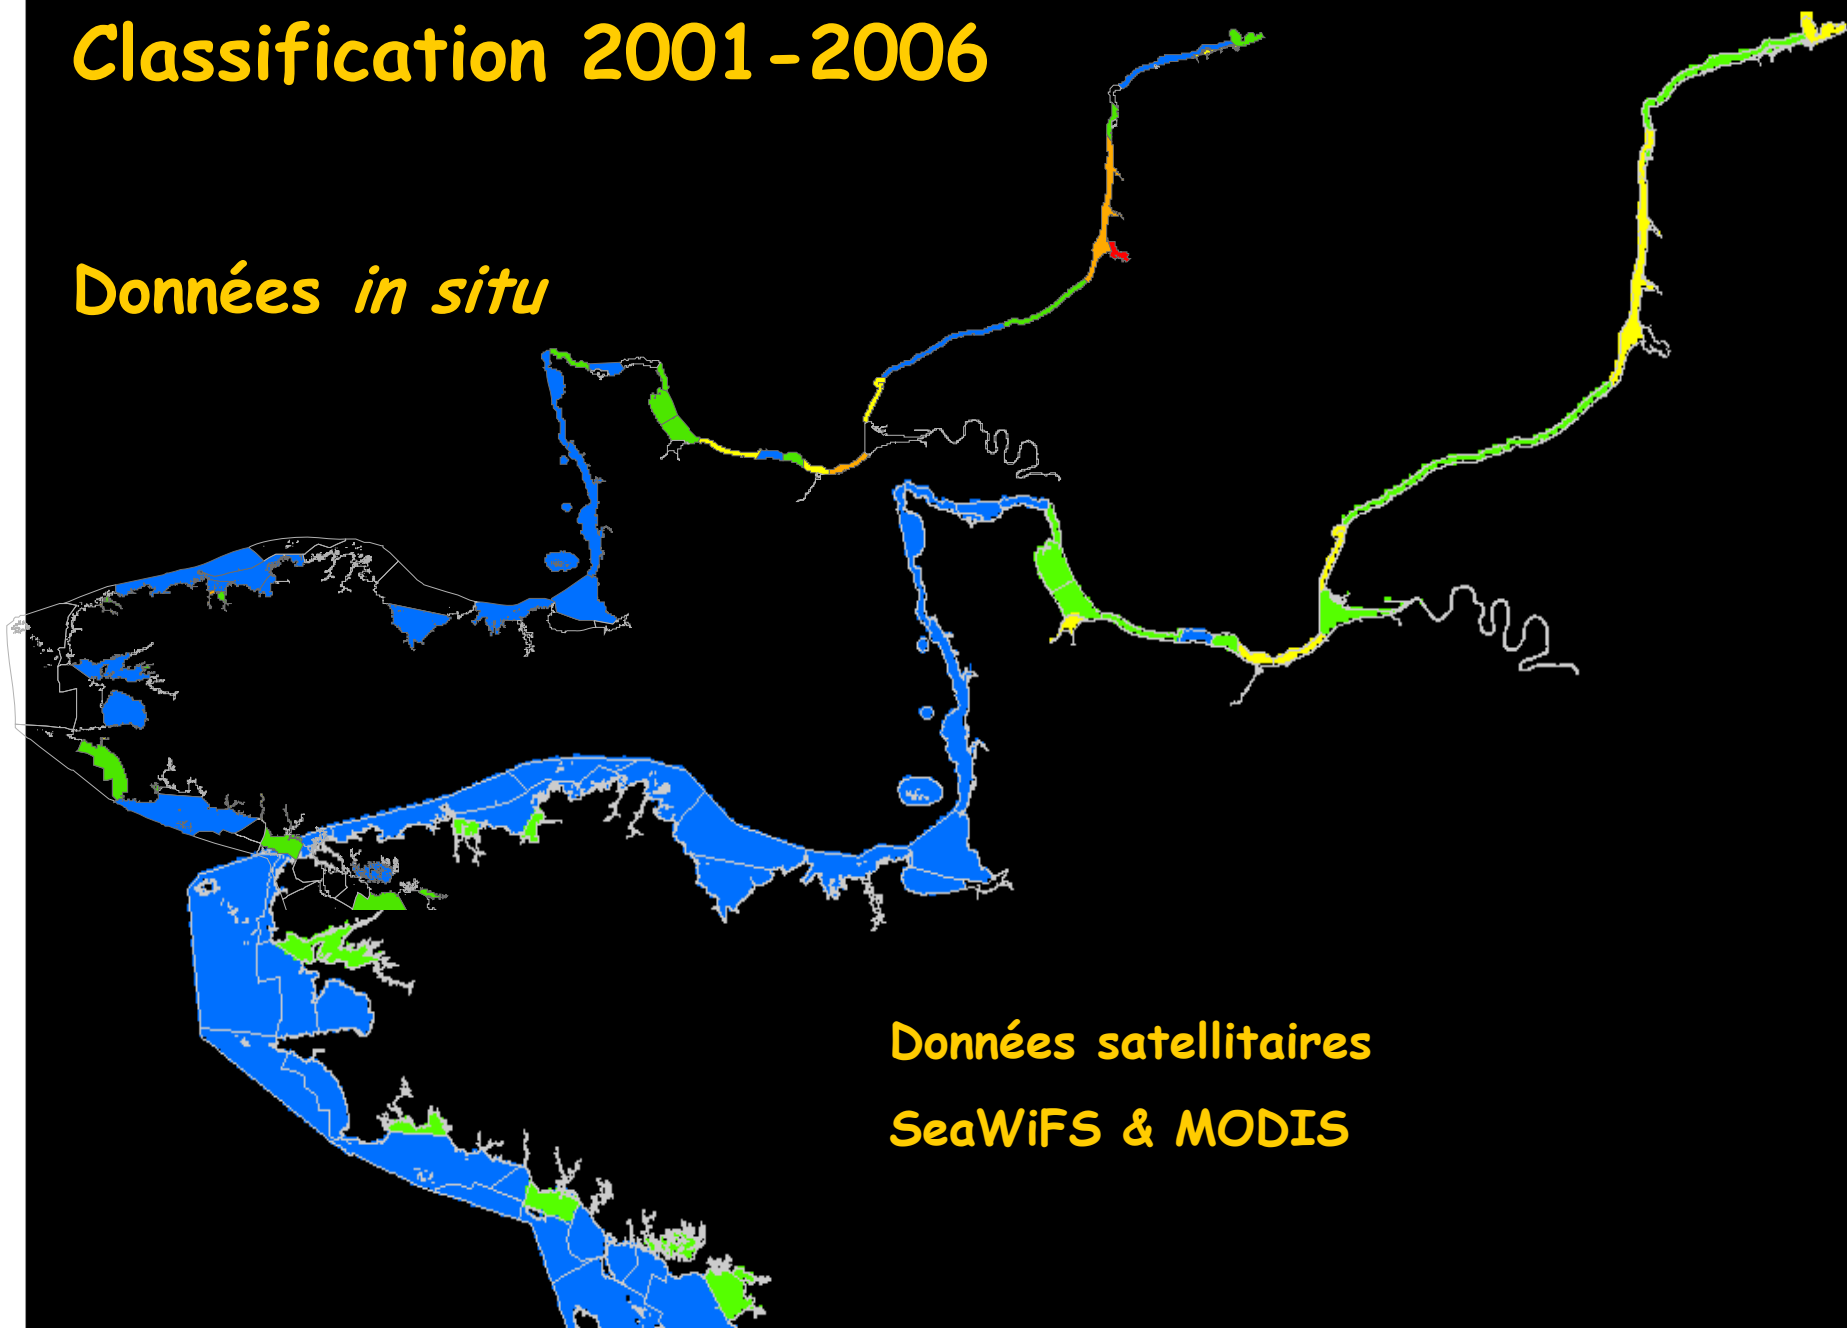 Classification 2001-2006
Données in situ
Données satellitaires
SeaWiFS & MODIS